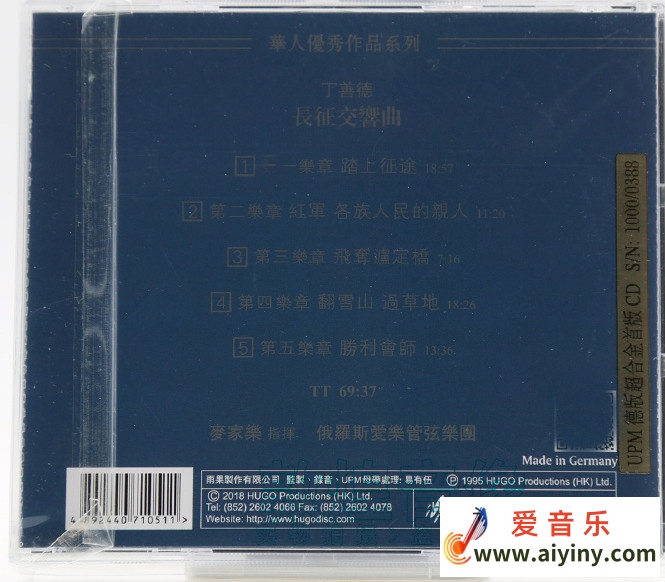 華人優秀作品系列
丁善德
長征交響曲
1 一樂章 踏上征途 18:57
2 第二樂章 紅軍 各族人民的親人 11:20
3 第三樂章 飛奪瀘定橋 7:36
4 第四樂章 翻雪山 過草地 18:26
5 第五樂章 勝利會師 13:36
TT 69:37
麥家樂 指揮 俄羅斯愛樂管弦樂團
UPM 德版超合金首版 CD S/N: 1000/0388
Made in Germany
雨果製作有限公司 監製、錄音、UPM母帶處理: 易有伍
Ⓟ 1995 HUGO Productions (HK) Ltd.
© 2018 HUGO Productions (HK) Ltd.
Tel: (852) 2602 4066 Fax: (852) 2602 4078
Website: http://www.hugodisc.com
4 892440 710511 >
爱音乐
www.aiyiny.com